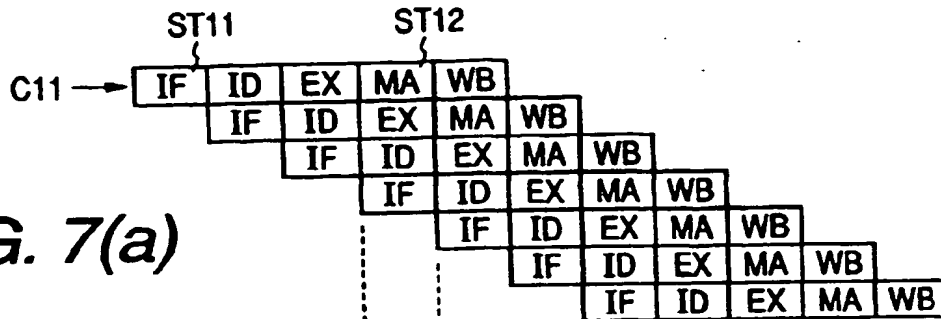 ST11 ST12
C11 IF ID EX MA WB
IF ID EX MA WB
IF ID EX MA WB
IF ID EX MA WB
IF ID EX MA WB
IF ID EX MA WB
IF ID EX MA WB
G. 7(a)